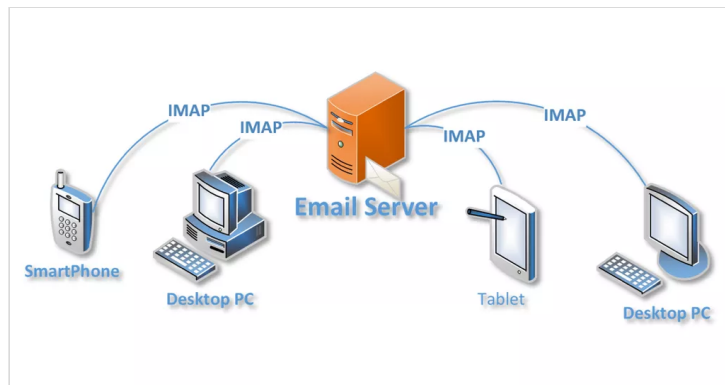 IMAP
IMAP
IMAP
IMAP
Email Server
SmartPhone
Desktop PC
Tablet
Desktop PC